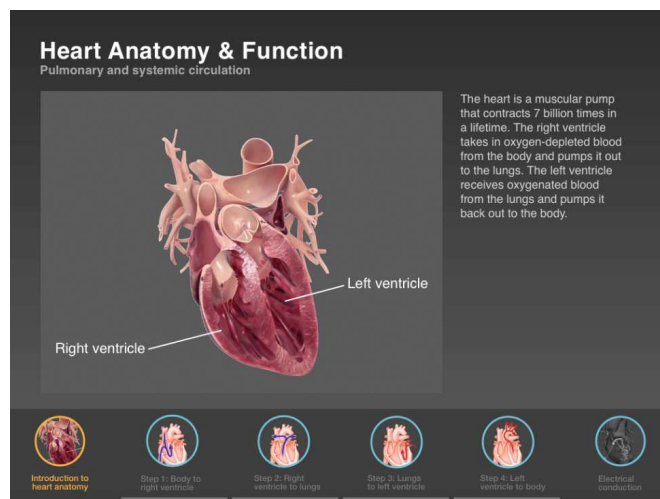 Heart Anatomy & Function
Pulmonary and systemic circulation
The heart is a muscular pump
that contracts 7 billion times in
a lifetime. The right ventricle
takes in oxygen-depleted blood
from the body and pumps it out
to the lungs. The left ventricle
receives oxygenated blood
from the lungs and pumps it
back out to the body.
Left ventricle
Right ventricle
Introduction to
heart anatomy
Step 1: Body to
right ventricle
Step 2: Right
ventricle to lungs
Step 3: Lungs
to left ventricle
Step 4: Left
ventricle to body
Electrical
conduction